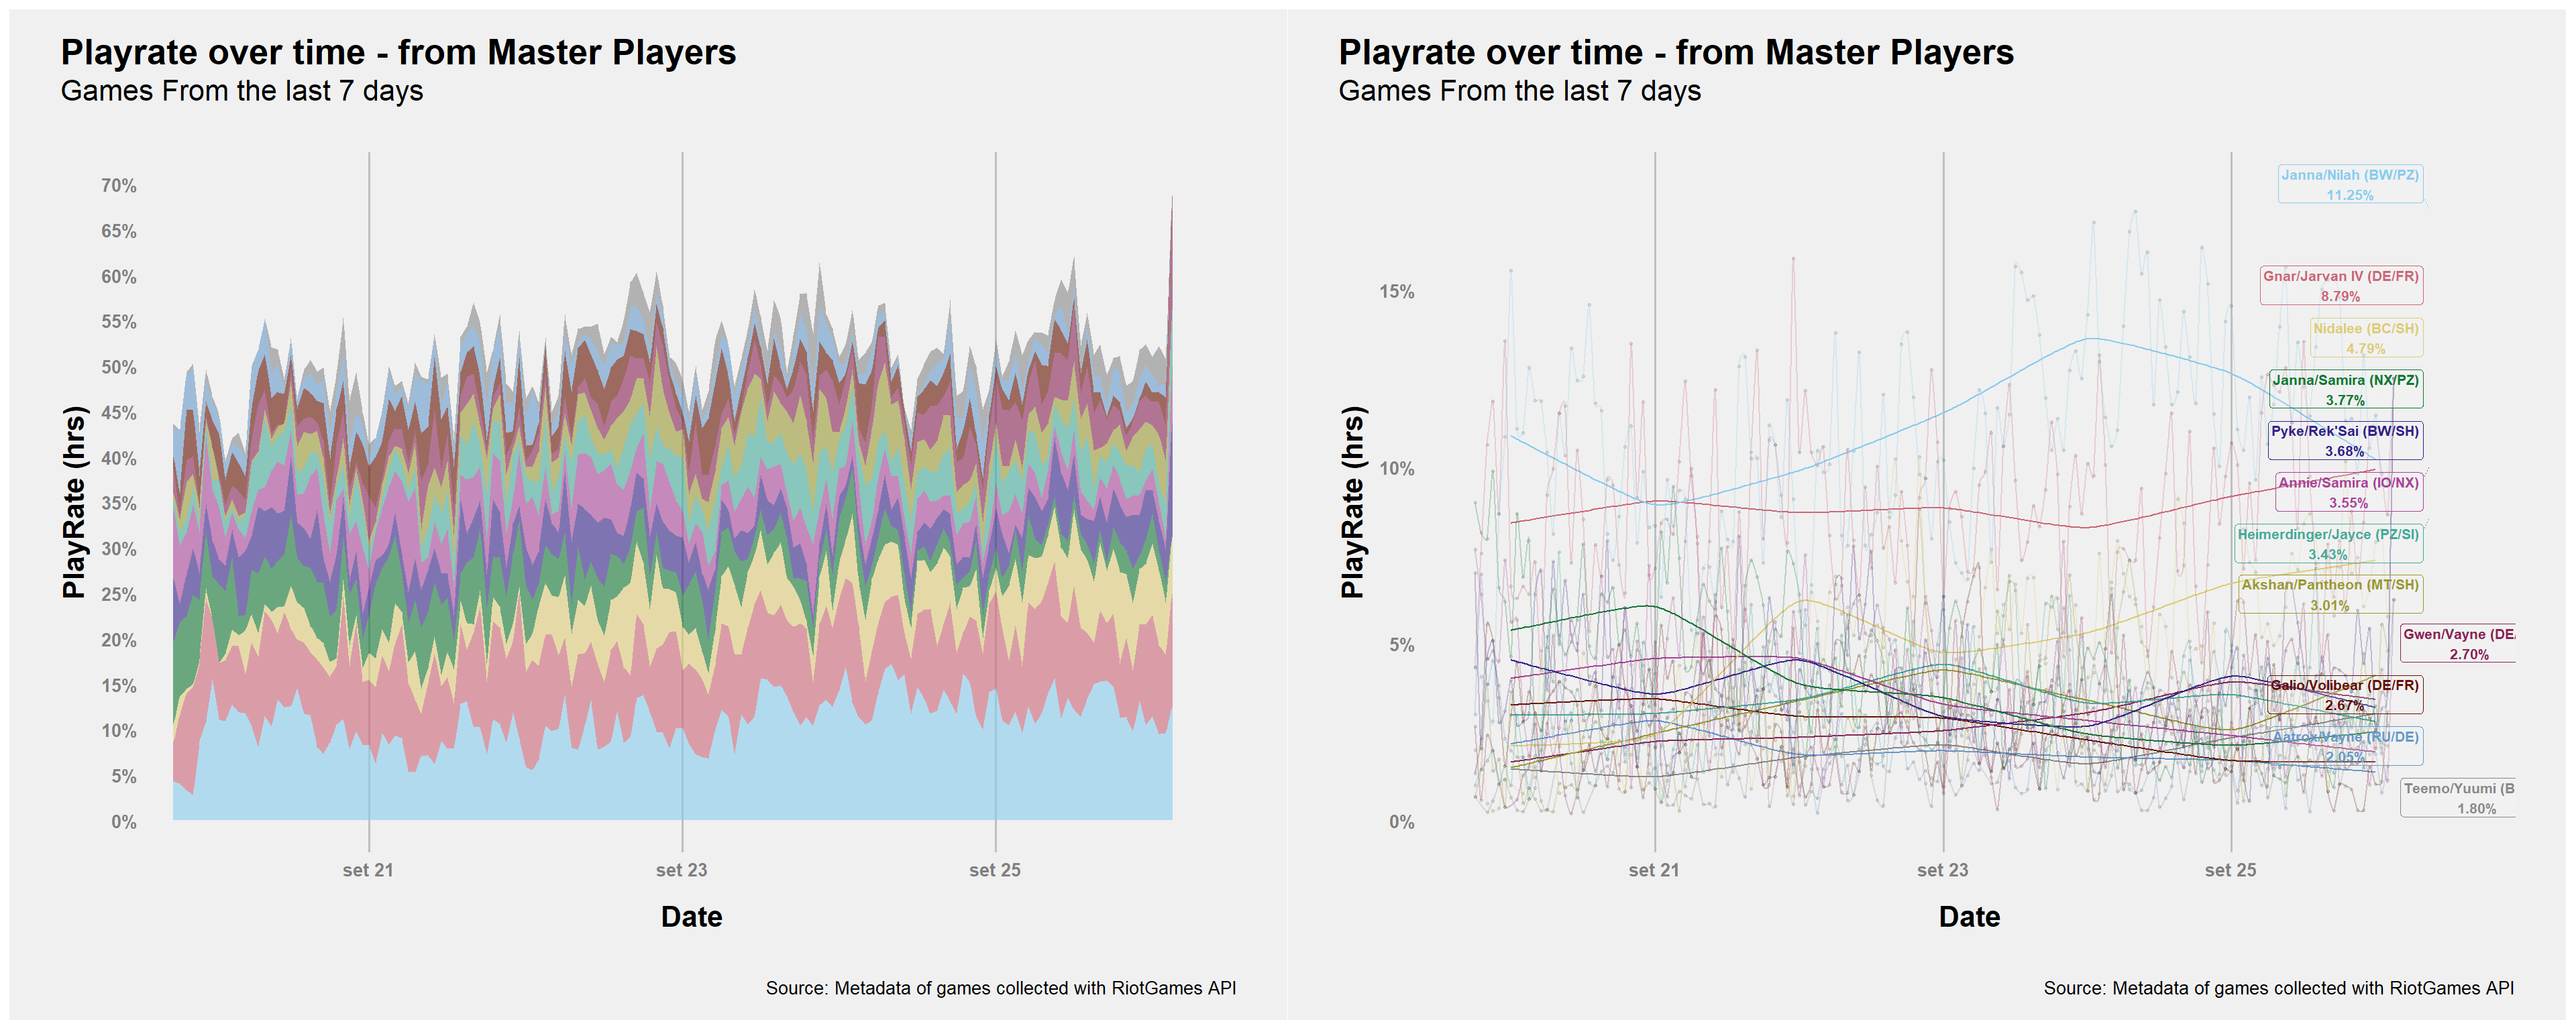 Playrate over time - from Master Players
Games From the last 7 days
PlayRate (hrs)
70%
65%
60%
55%
50%
45%
40%
35%
30%
25%
20%
15%
10%
5%
0%
set 21
set 23
set 25
Date
Source: Metadata of games collected with RiotGames API
Playrate over time - from Master Players
Games From the last 7 days
PlayRate (hrs)
15%
10%
5%
0%
Janna/Nilah (BW/PZ)
11.25%
Gnar/Jarvan IV (DE/FR)
8.79%
Nidalee (BC/SH)
4.79%
Janna/Samira (NX/PZ)
3.77%
Pyke/Rek'Sai (BW/SH)
3.68%
Annie/Samira (IO/NX)
3.55%
Heimerdinger/Jayce (PZ/SI)
3.43%
Akshan/Pantheon (MT/SH)
3.01%
Gwen/Vayne (DE/
2.70%
Galio/Volibear (DE/FR)
2.67%
Aatrox/Vayne (RU/DE)
2.05%
Teemo/Yuumi (B
1.80%
set 21
set 23
set 25
Date
Source: Metadata of games collected with RiotGames API